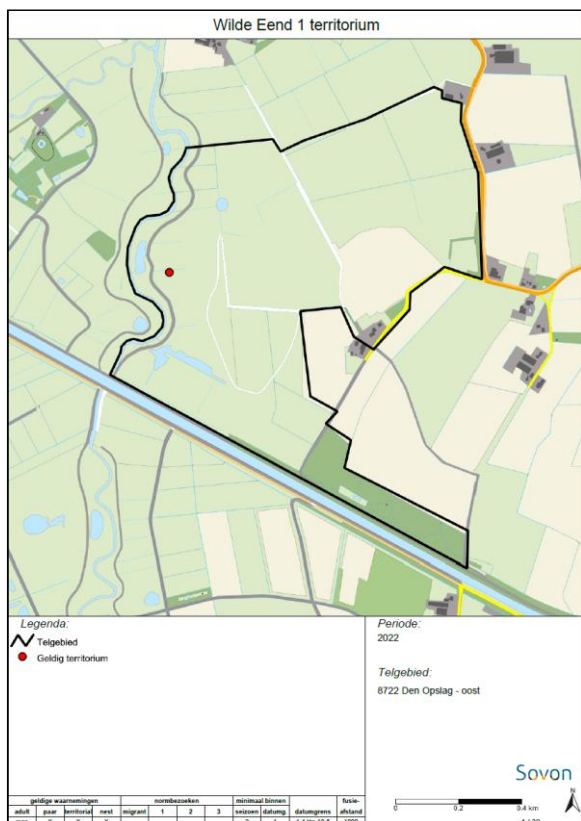 Wilde Eend 1 territorium
Legenda:
Telgebied
Geldig territorium
Periode:
2022
Telgebied:
8722 Den Opslag - oost
Sovon
0 0.2 0.4 km
N
geldige waarnemingen normbezoeken minimaal binnen fusie-
adult paar territorial nest migrant 1 2 3 seizoen datumg. datumgrens afstand